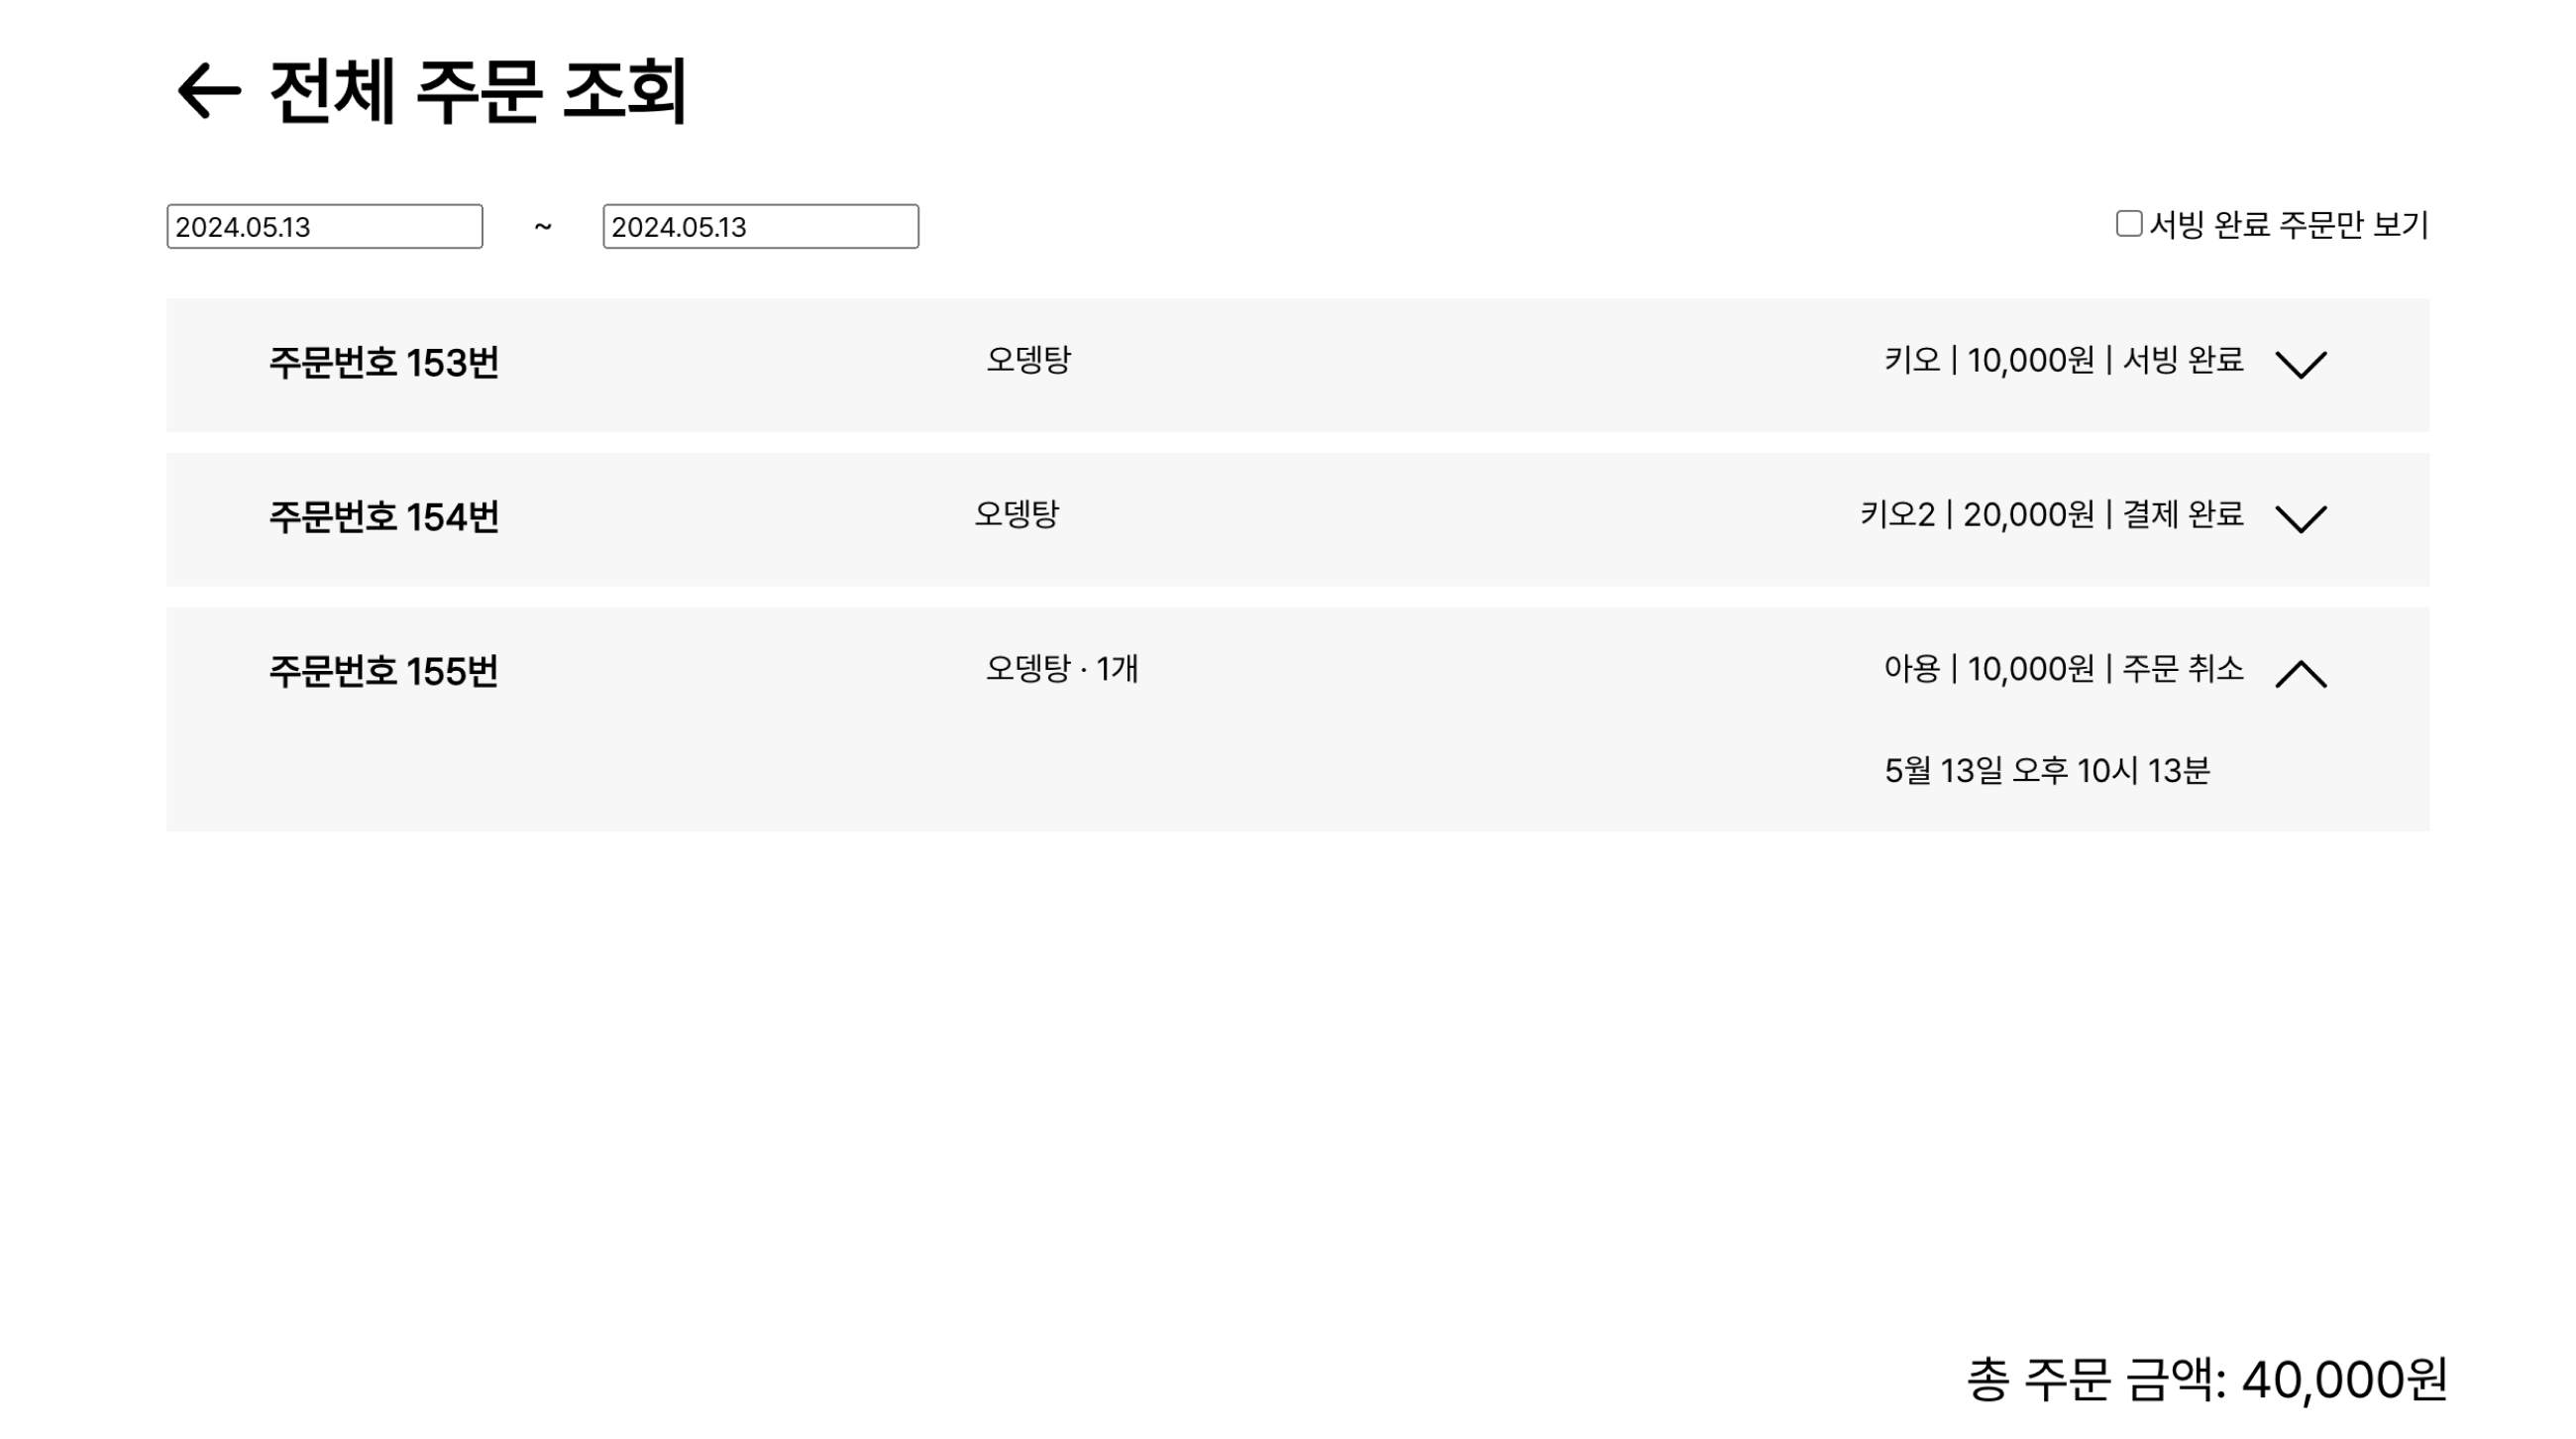 전체 주문 조회
2024.05.13 ~ 2024.05.13 서빙 완료 주문만 보기
주문번호 153번 오뎅탕 키오 | 10,000원 | 서빙 완료
주문번호 154번 오뎅탕 키오2 | 20,000원 | 결제 완료
주문번호 155번 오뎅탕 · 1개 아용 | 10,000원 | 주문 취소
5월 13일 오후 10시 13분
총 주문 금액: 40,000원